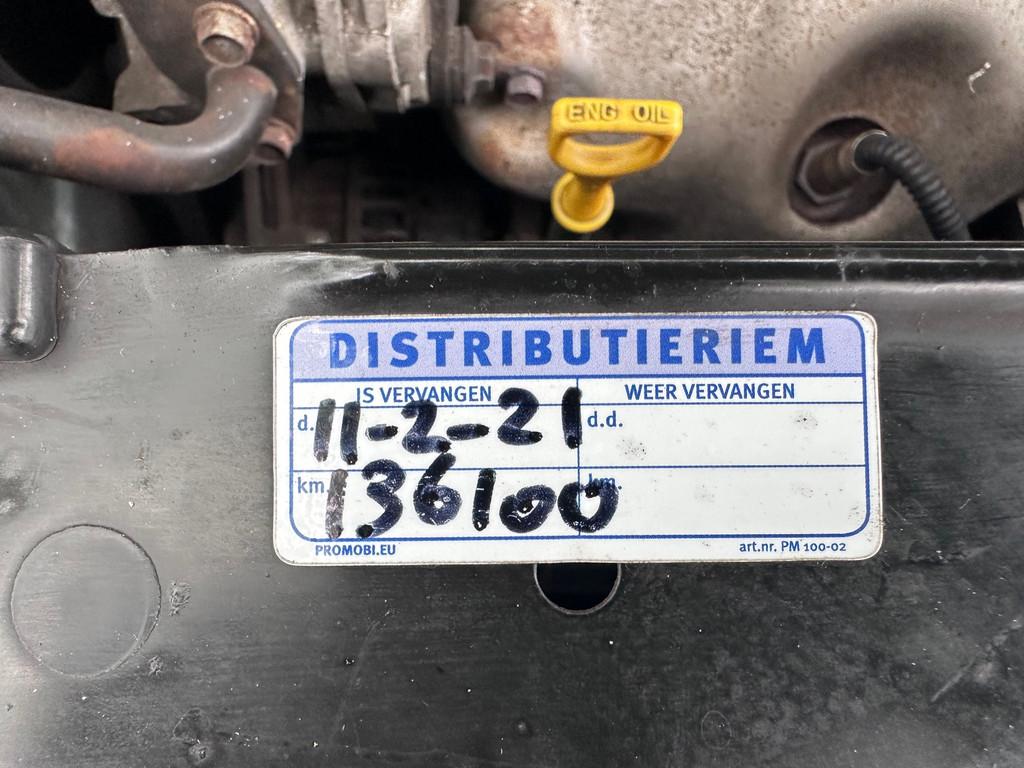 ENG OIL
DISTRIBUTIERIEM
IS VERVANGEN WEER VERVANGEN
d. 11-2-21 d.d.
km 136100 km.
PROMOBI.EU art.nr. PM 100-02